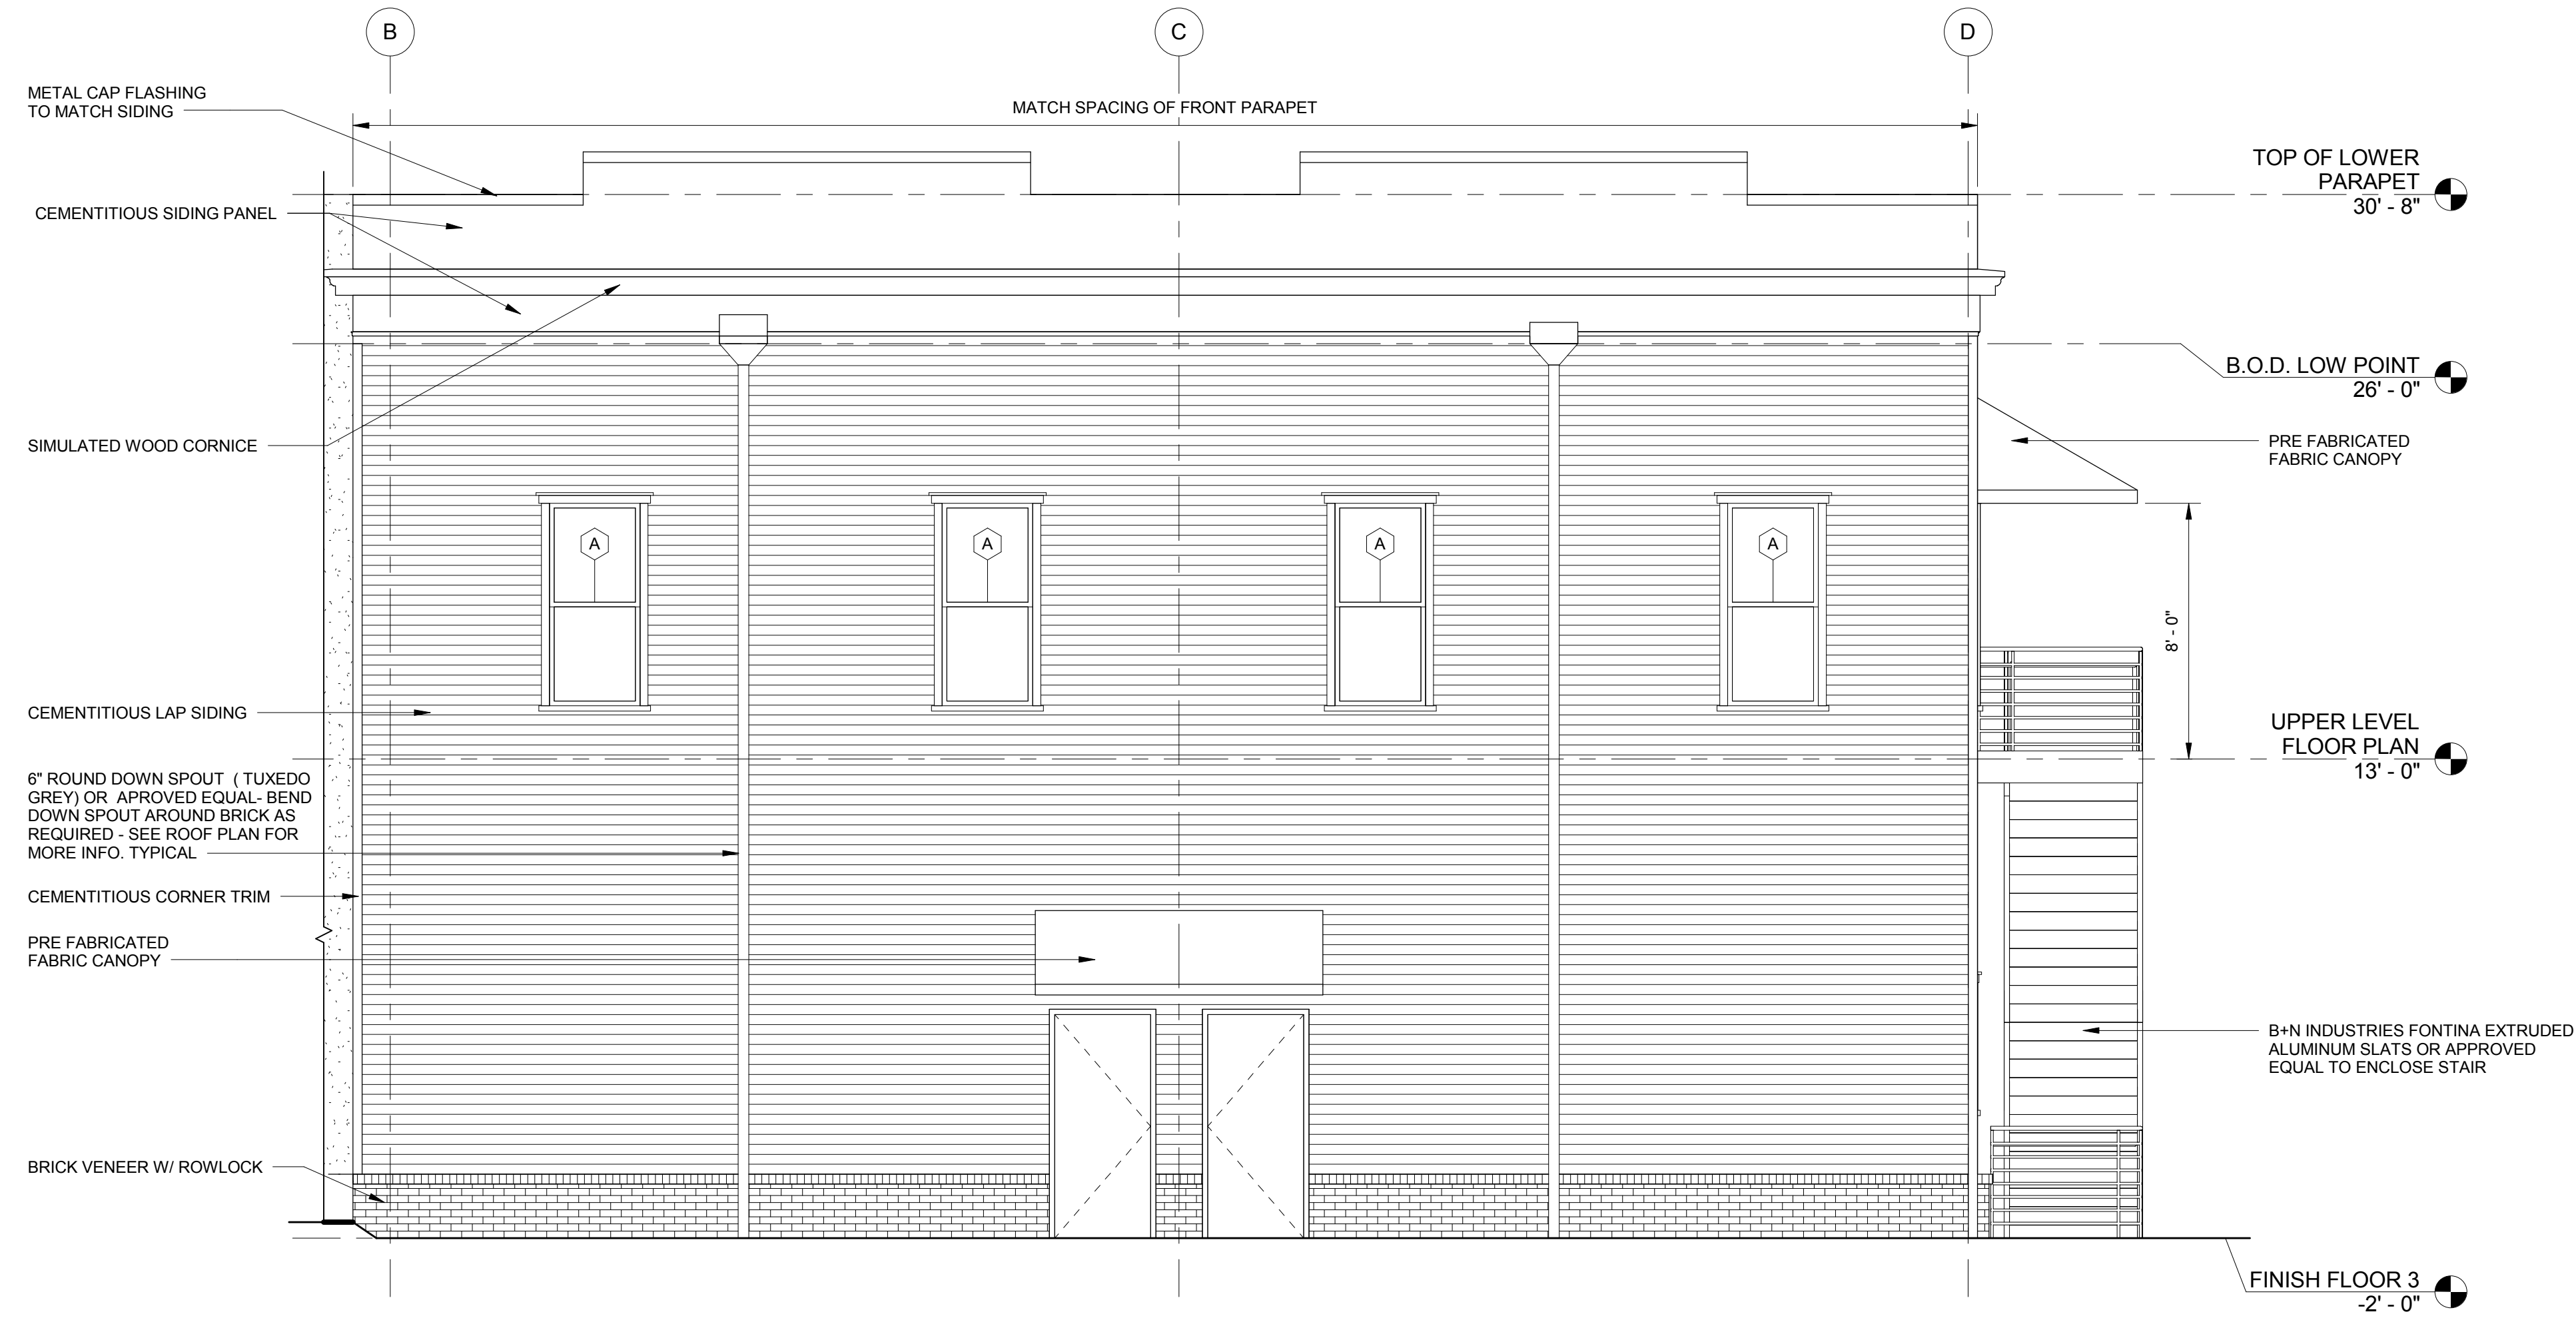 B
C
D
METAL CAP FLASHING
TO MATCH SIDING
MATCH SPACING OF FRONT PARAPET
TOP OF LOWER
PARAPET
30' - 8"
CEMENTITIOUS SIDING PANEL
B.O.D. LOW POINT
26' - 0"
SIMULATED WOOD CORNICE
PRE FABRICATED
FABRIC CANOPY
A
A
A
A
8' - 0"
CEMENTITIOUS LAP SIDING
UPPER LEVEL
FLOOR PLAN
13' - 0"
6" ROUND DOWN SPOUT ( TUXEDO
GREY) OR APROVED EQUAL- BEND
DOWN SPOUT AROUND BRICK AS
REQUIRED - SEE ROOF PLAN FOR
MORE INFO. TYPICAL
CEMENTITIOUS CORNER TRIM
PRE FABRICATED
FABRIC CANOPY
B+N INDUSTRIES FONTINA EXTRUDED
ALUMINUM SLATS OR APPROVED
EQUAL TO ENCLOSE STAIR
BRICK VENEER W/ ROWLOCK
FINISH FLOOR 3
-2' - 0"